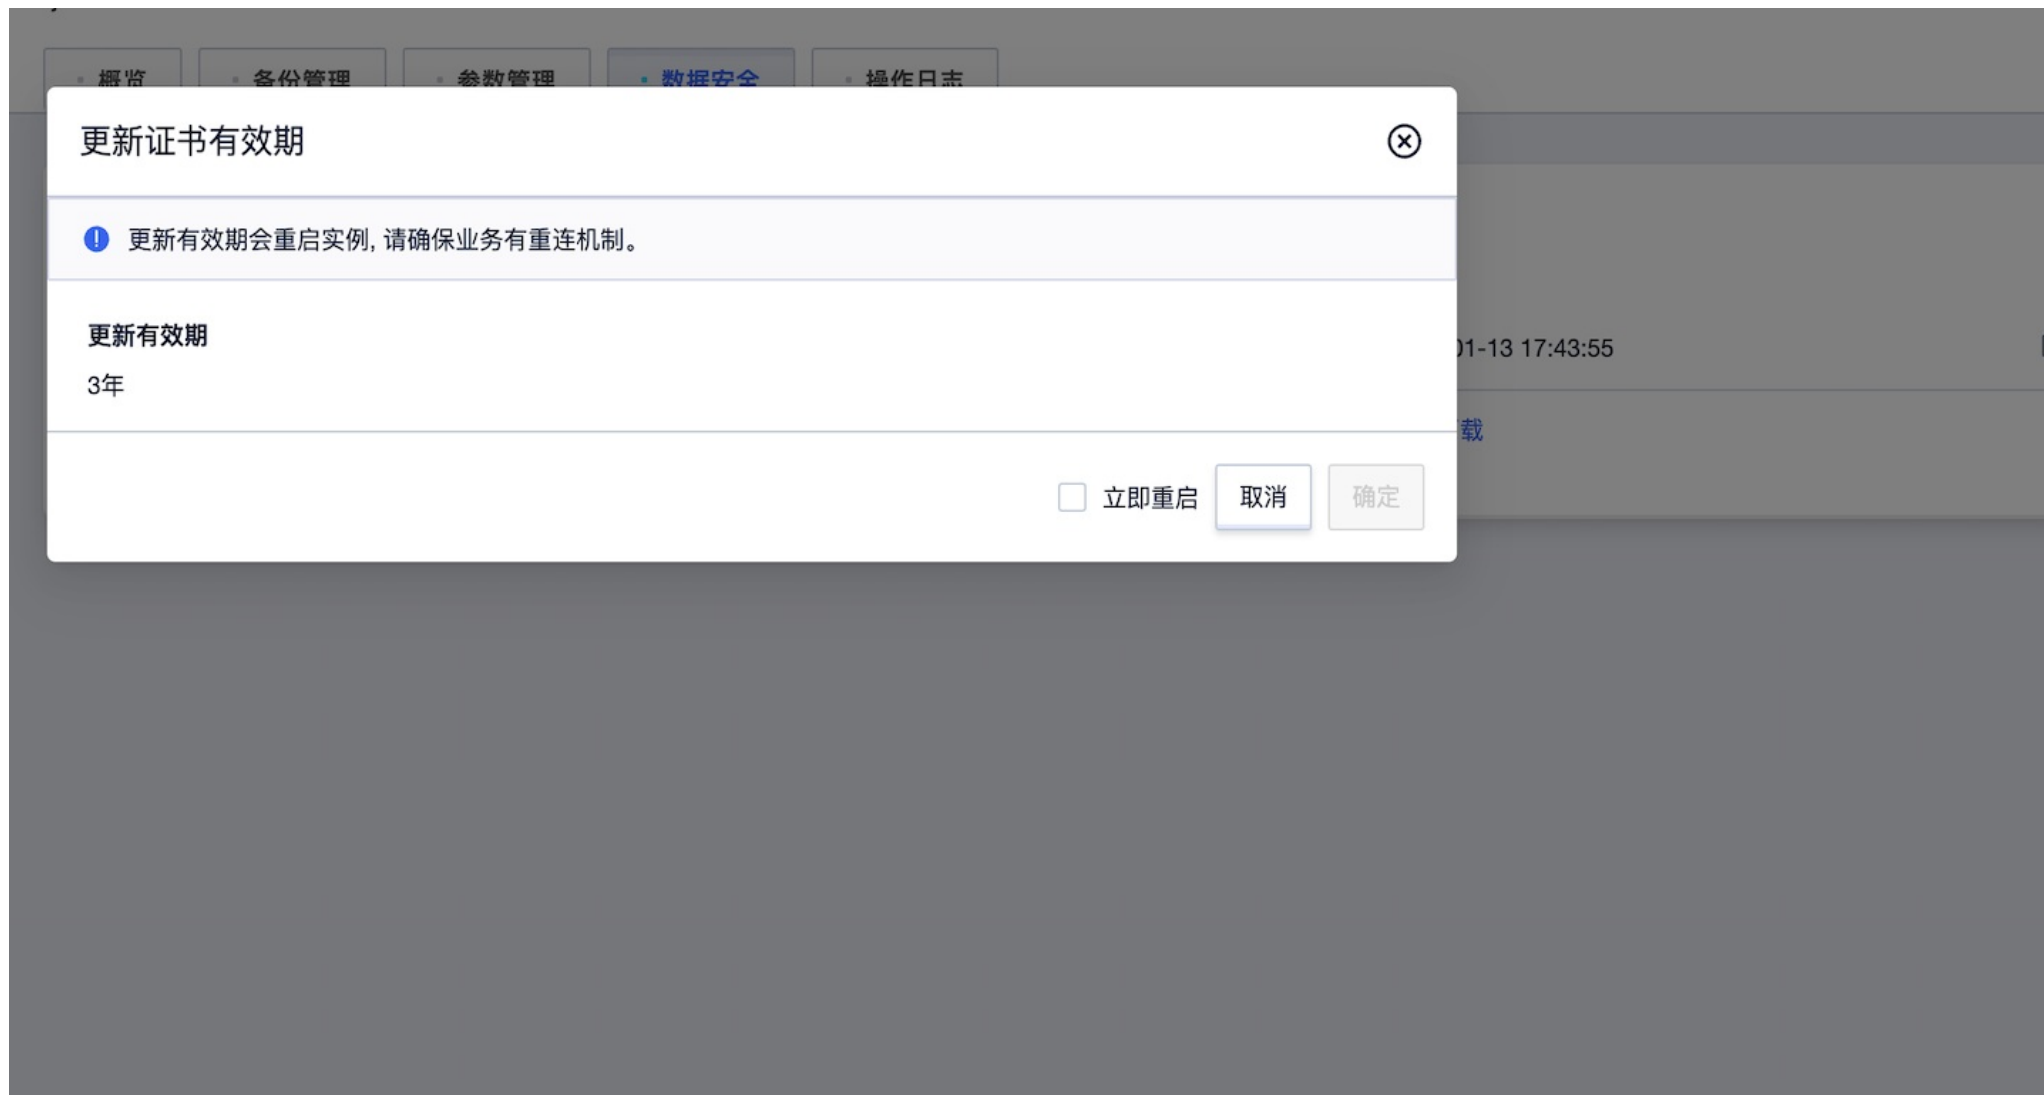 概览 备份管理 参数管理 数据安全 操作日志
更新证书有效期
更新有效期会重启实例, 请确保业务有重连机制。
更新有效期
3年
01-13 17:43:55
载
立即重启 取消 确定